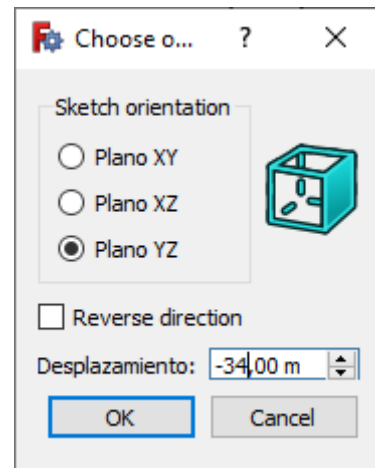 Choose o... ?
Sketch orientation
Plano XY
Plano XZ
Plano YZ
Reverse direction
Desplazamiento: -34,00 m
OK Cancel